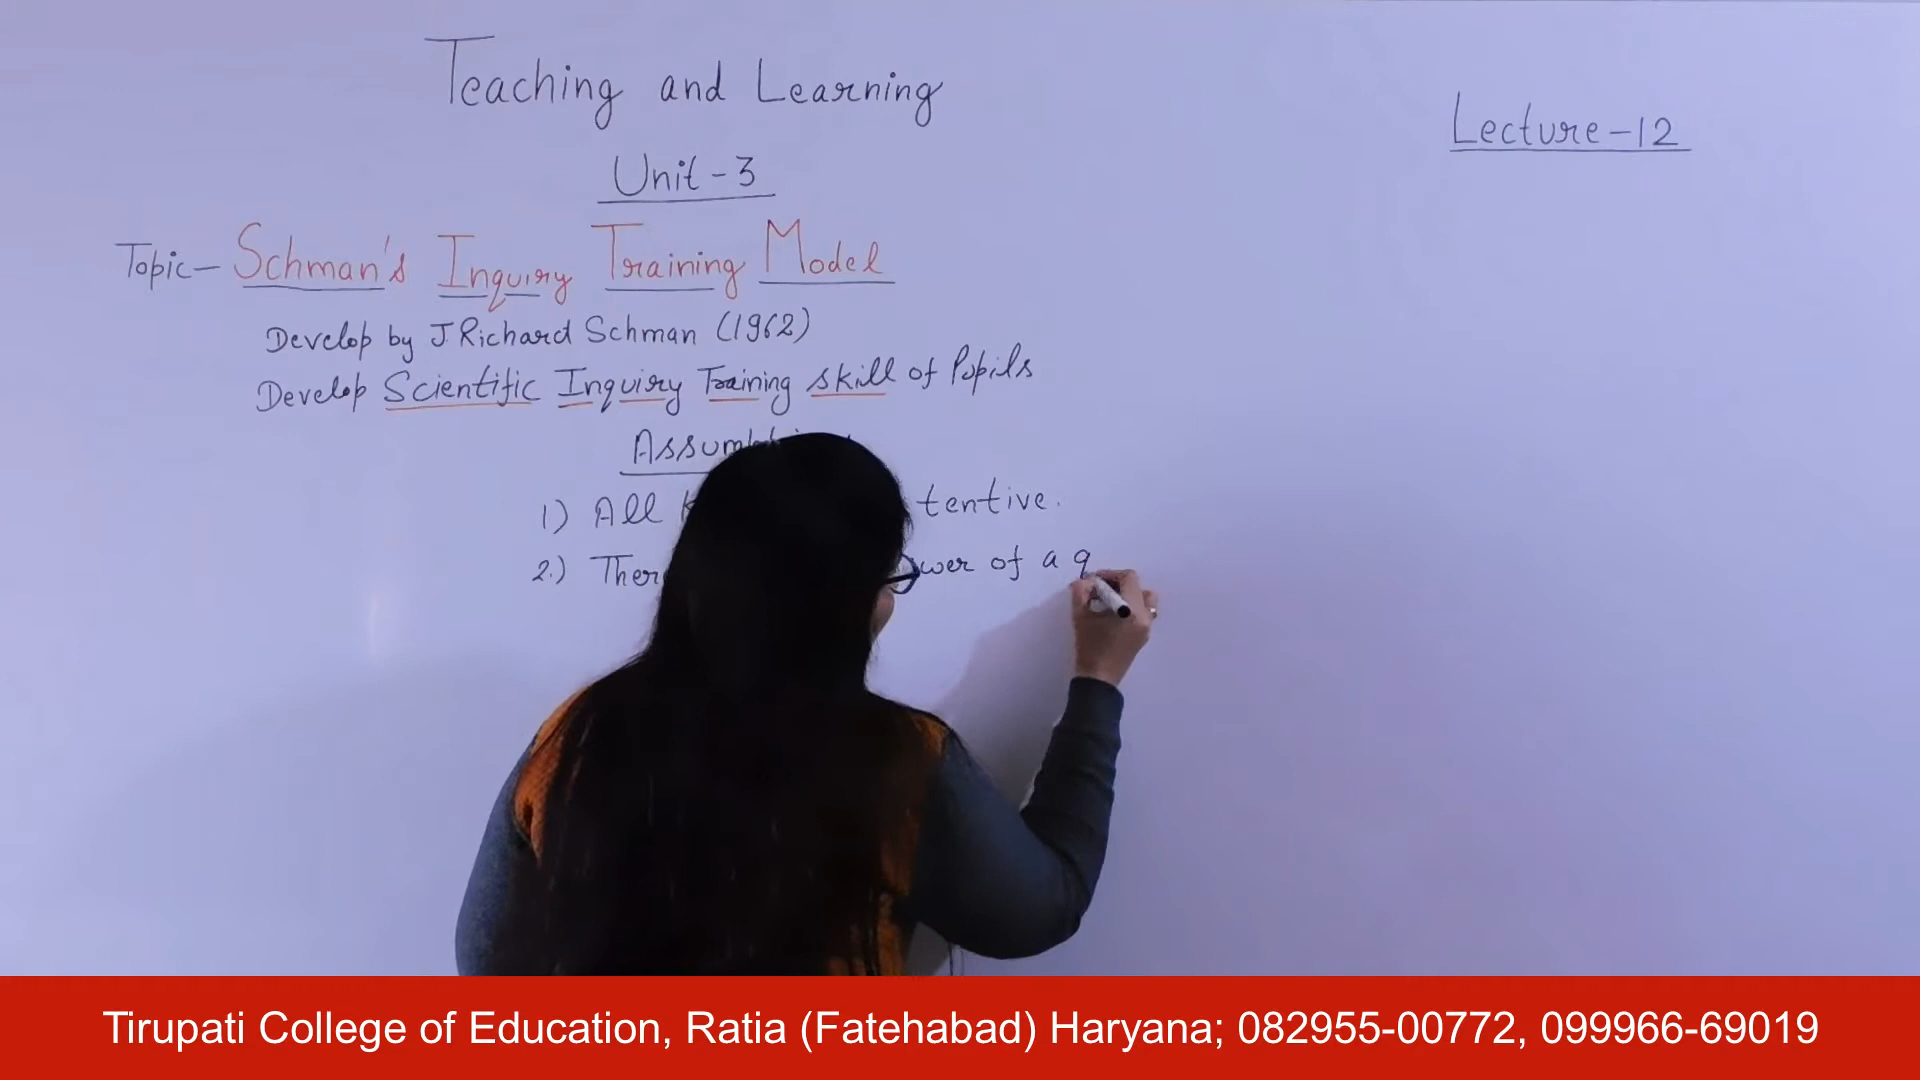 Teaching and Learning
Lecture-12
Unit-3
Topic- Schman's Inquiry Training Model
Develop by J. Richard Schman (1962)
Develop Scientific Inquiry Training skill of Pupils
1) All tentive.
2.) of a q
Tirupati College of Education, Ratia (Fatehabad) Haryana; 082955-00772, 099966-69019